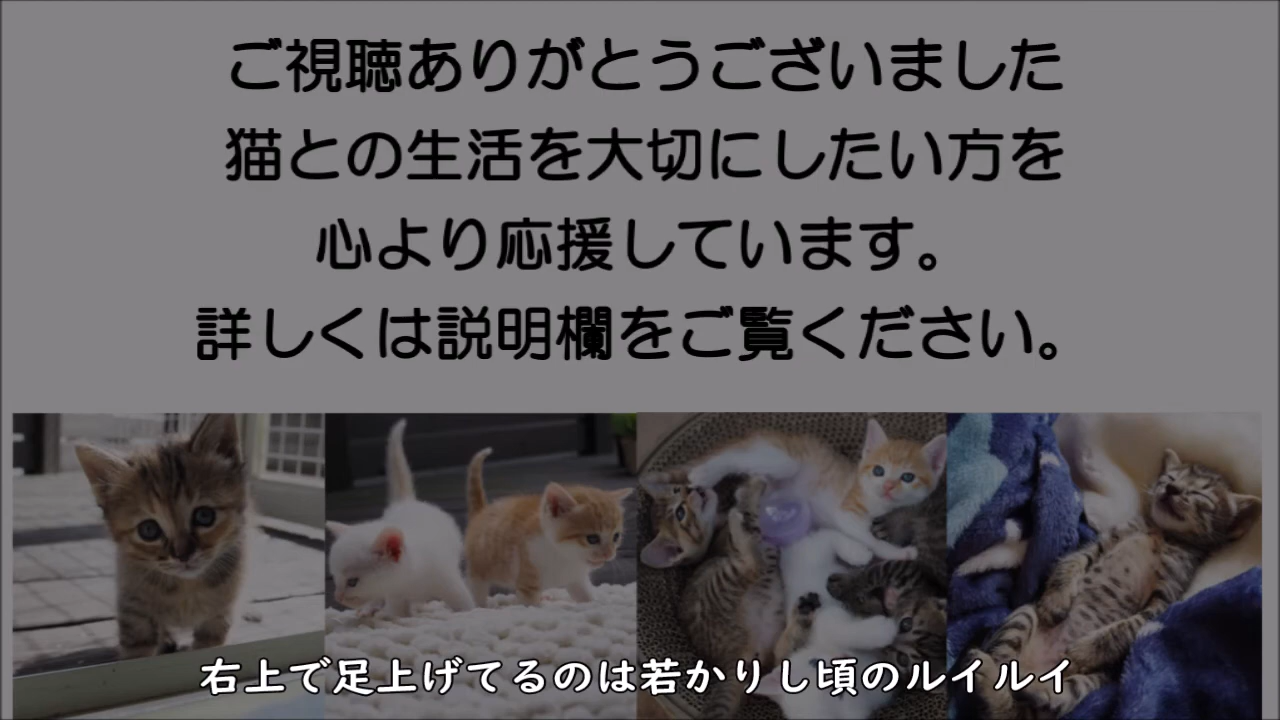 ご視聴ありがとうございました
猫との生活を大切にしたい方を
心より応援しています。
詳しくは説明欄をご覧ください。
右上で足上げてるのは若かりし頃のルイルイ